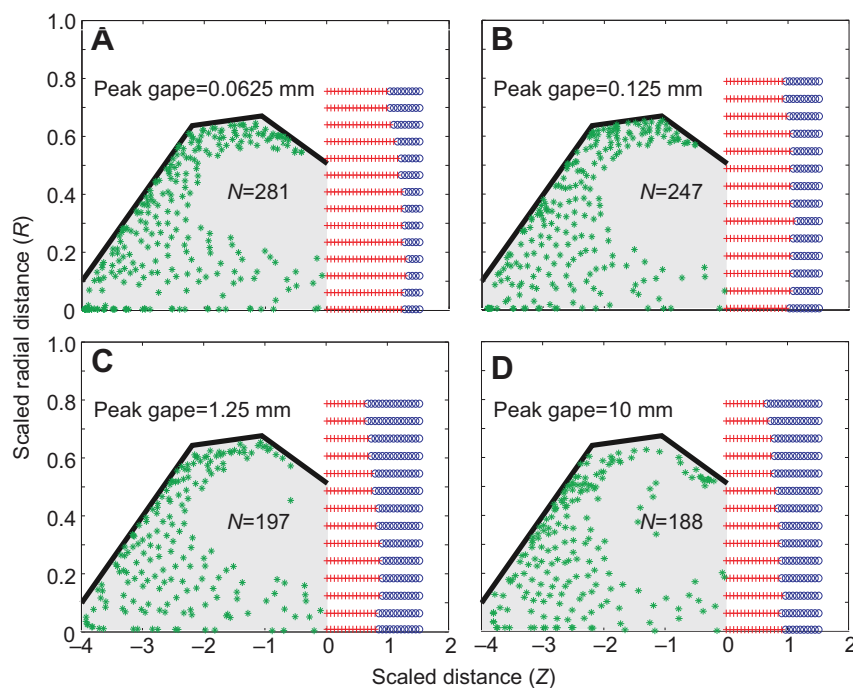 A
Peak gape=0.0625 mm
N=281
B
Peak gape=0.125 mm
N=247
C
Peak gape=1.25 mm
N=197
D
Peak gape=10 mm
N=188
1.0
0.8
0.6
0.4
0.2
0
1.0
0.8
0.6
0.4
0.2
0
–4 –3 –2 –1 0 1 2
–4 –3 –2 –1 0 1 2
Scaled radial distance (R)
Scaled distance (Z)